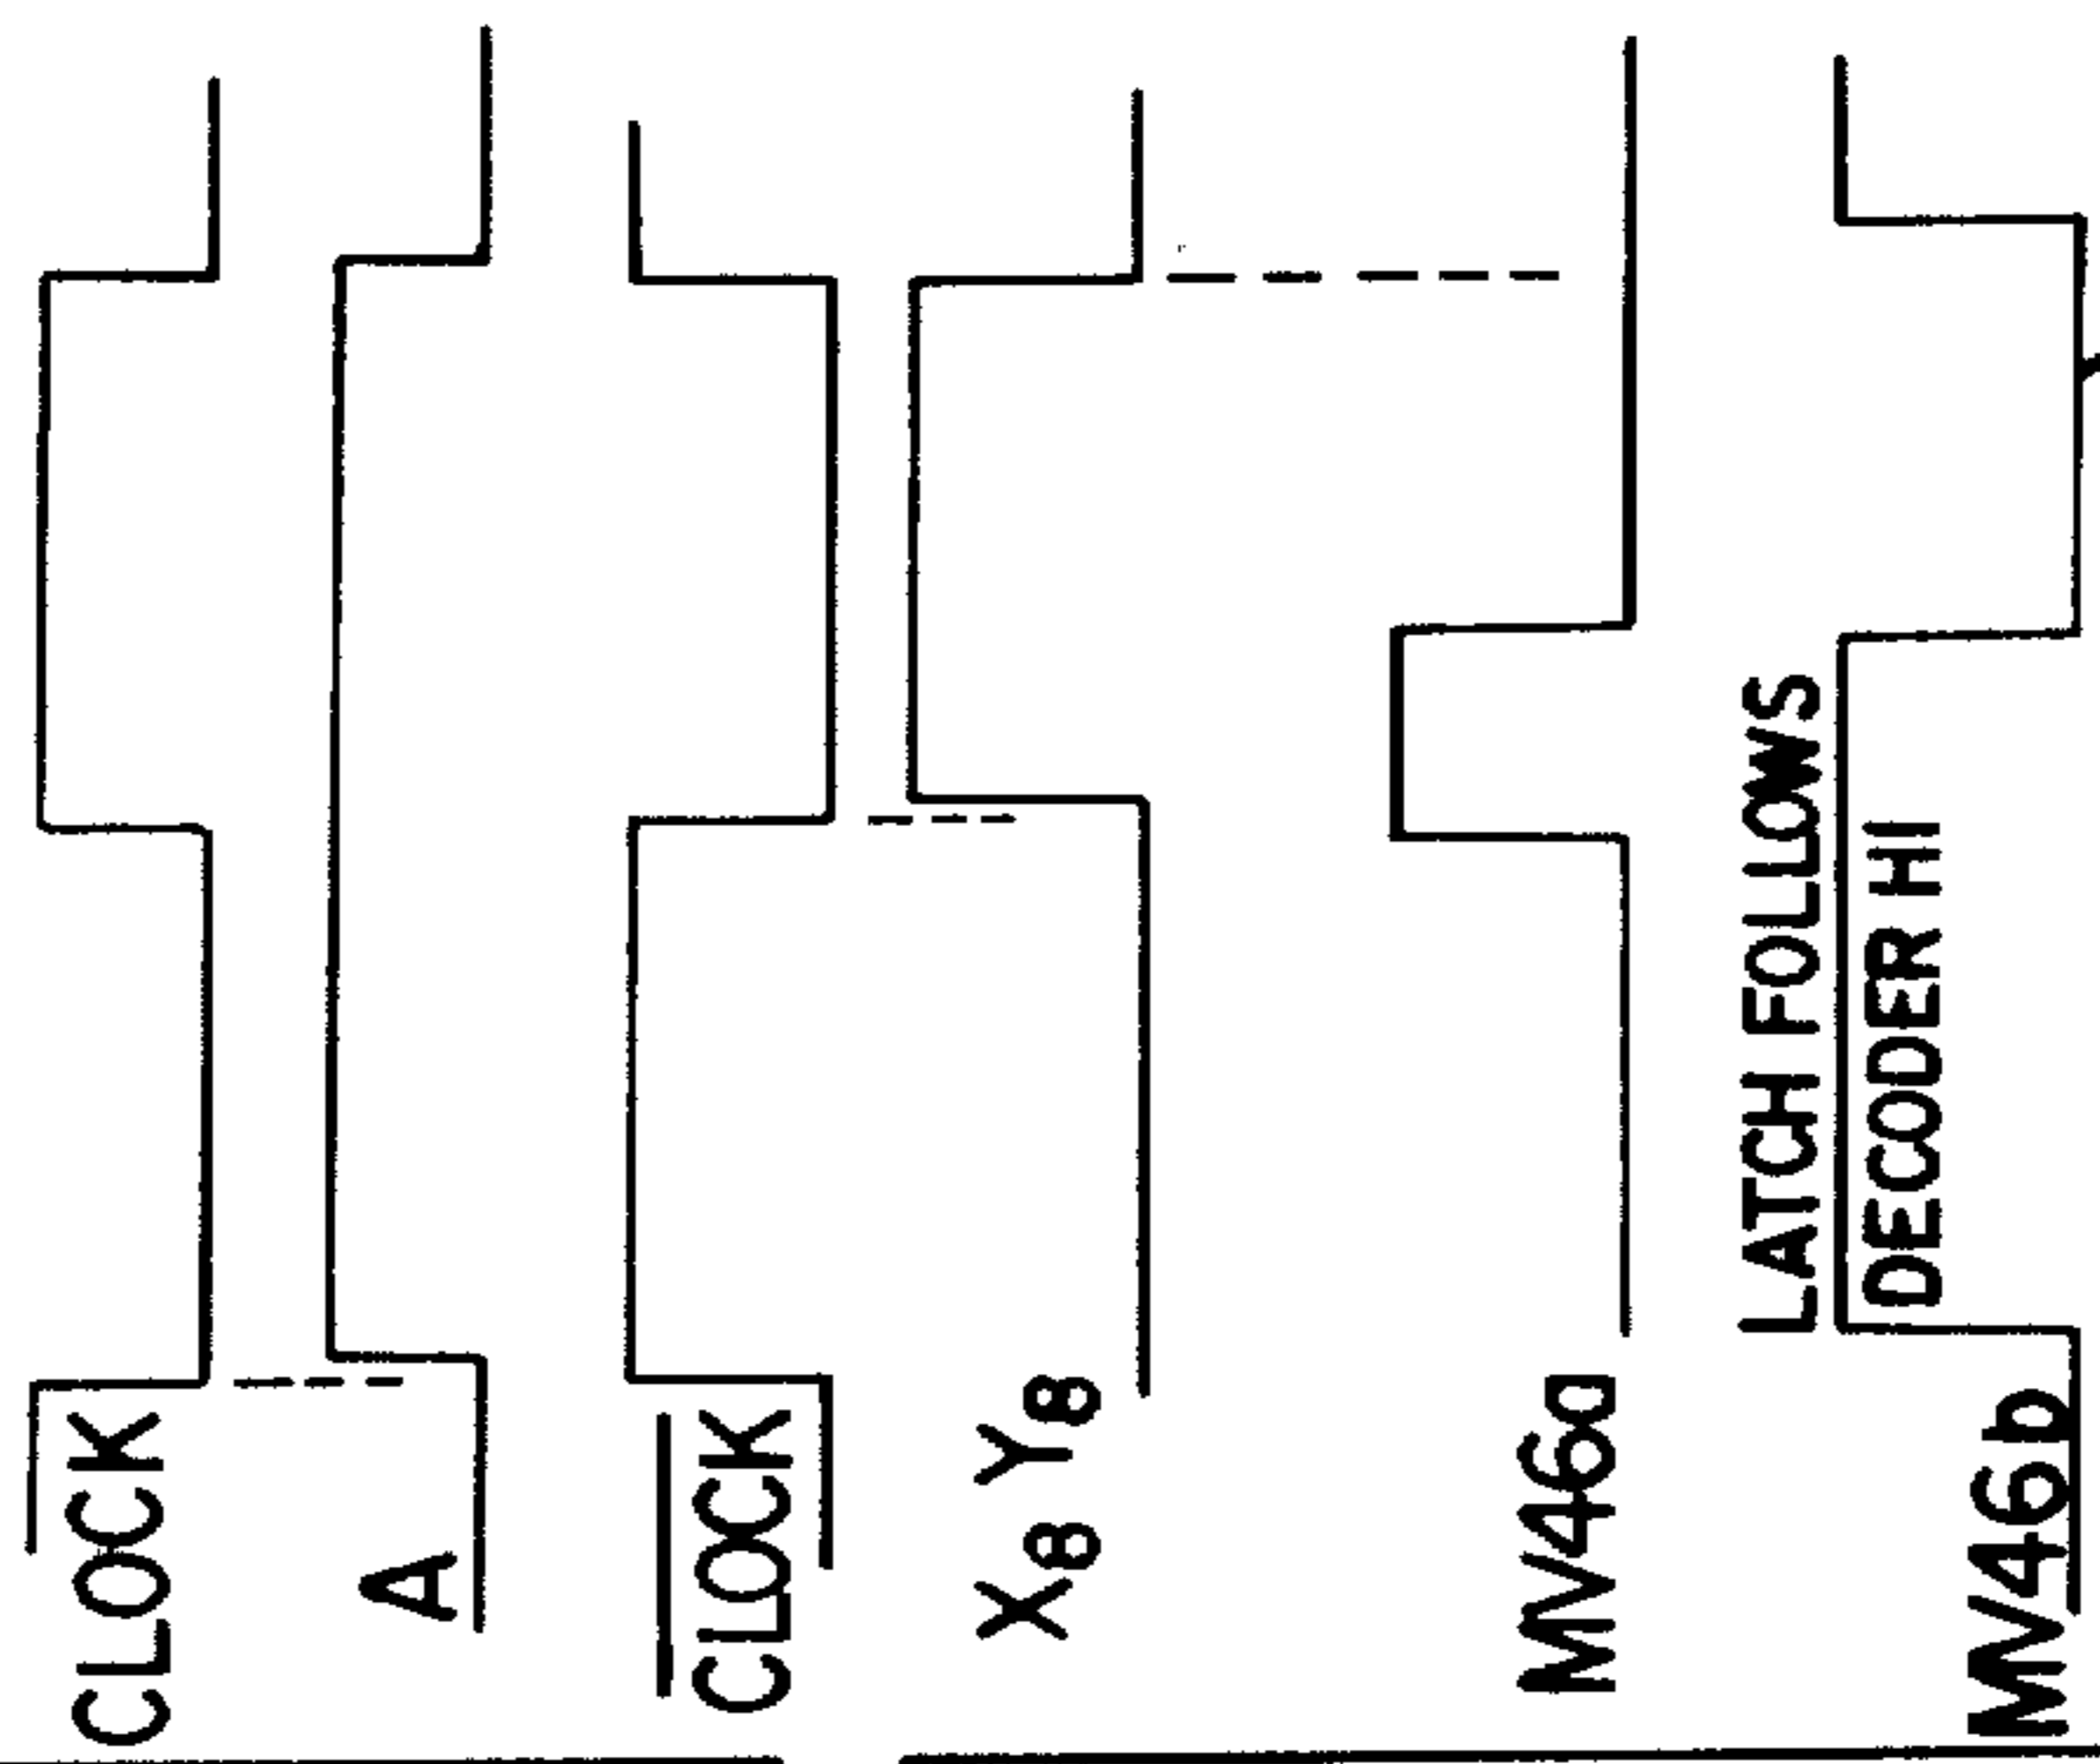 CLOCK
A
CLOCK
X8 Y8
MV46a
LATCH FOLLOWS
DECODER HI
MV46b